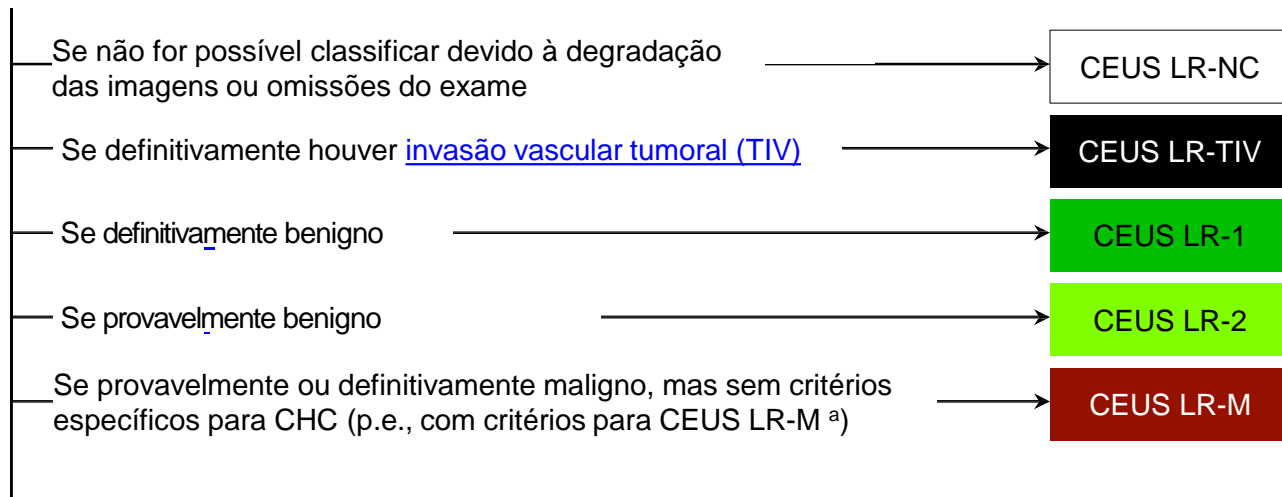 Se não for possível classificar devido à degradação
das imagens ou omissões do exame
CEUS LR-NC
Se definitivamente houver invasão vascular tumoral (TIV)
CEUS LR-TIV
Se definitivamente benigno
CEUS LR-1
Se provavelmente benigno
CEUS LR-2
Se provavelmente ou definitivamente maligno, mas sem critérios
específicos para CHC (p.e., com critérios para CEUS LR-M ᵃ)
CEUS LR-M